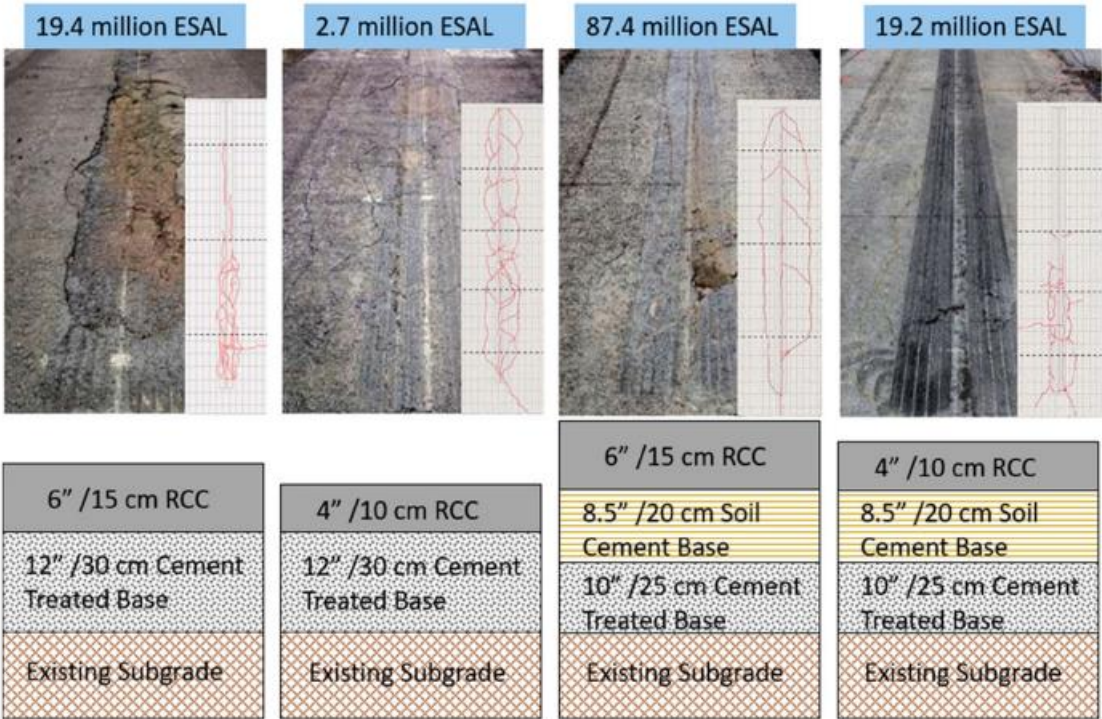 19.4 million ESAL
2.7 million ESAL
87.4 million ESAL
19.2 million ESAL
6” /15 cm RCC
12” /30 cm Cement
Treated Base
Existing Subgrade
4” /10 cm RCC
12” /30 cm Cement
Treated Base
Existing Subgrade
6” /15 cm RCC
8.5” /20 cm Soil
Cement Base
10” /25 cm Cement
Treated Base
Existing Subgrade
4” /10 cm RCC
8.5” /20 cm Soil
Cement Base
10” /25 cm Cement
Treated Base
Existing Subgrade